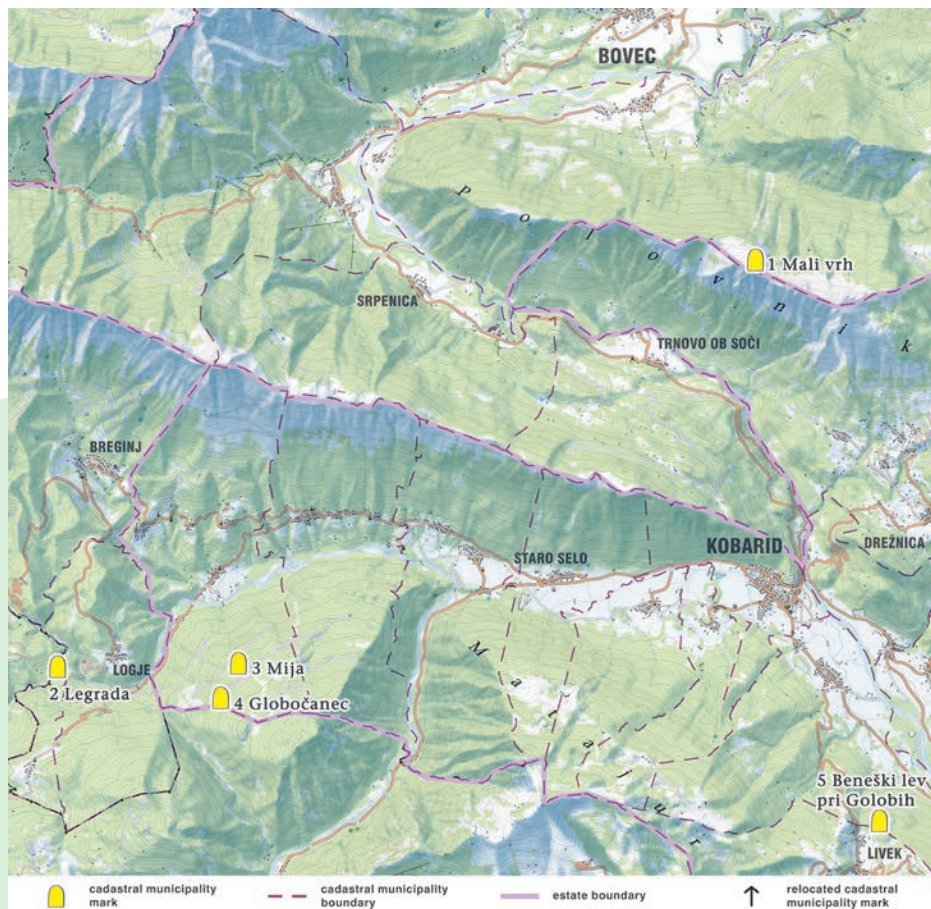 BOVEC
Polovnik
1 Mali vrh
SRPENICA
TRNOVO OB SOČI
BREGINJ
STARO SELO
KOBARID
DREŽNICA
LOGJE
2 Legrada
3 Mija
4 Globočanec
Matajur
5 Beneški lev
pri Golobih
LIVEK
cadastral municipality
mark
cadastral municipality
boundary
estate boundary
relocated cadastral
municipality mark